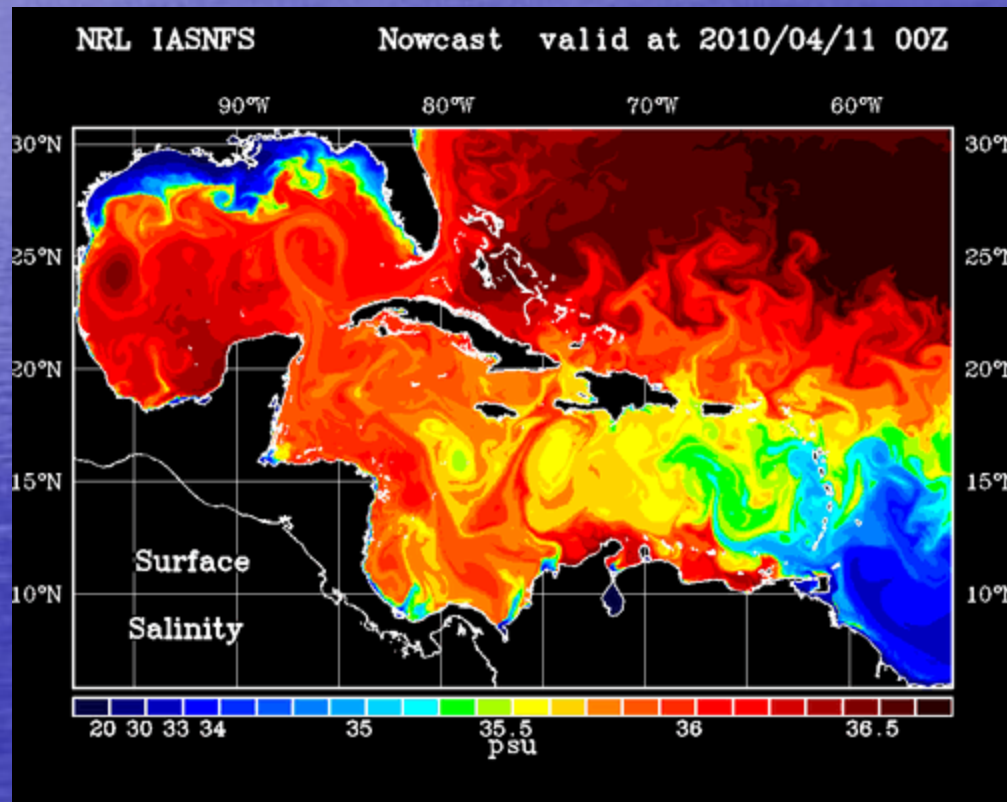 NRL IASNFS Nowcast valid at 2010/04/11 00Z
90°W 80°W 70°W 60°W
30°N 30°N
25°N 25°N
20°N 20°N
15°N 15°N
Surface
10°N 10°N
Salinity
20 30 33 34 35 35.5 36 36.5
psu